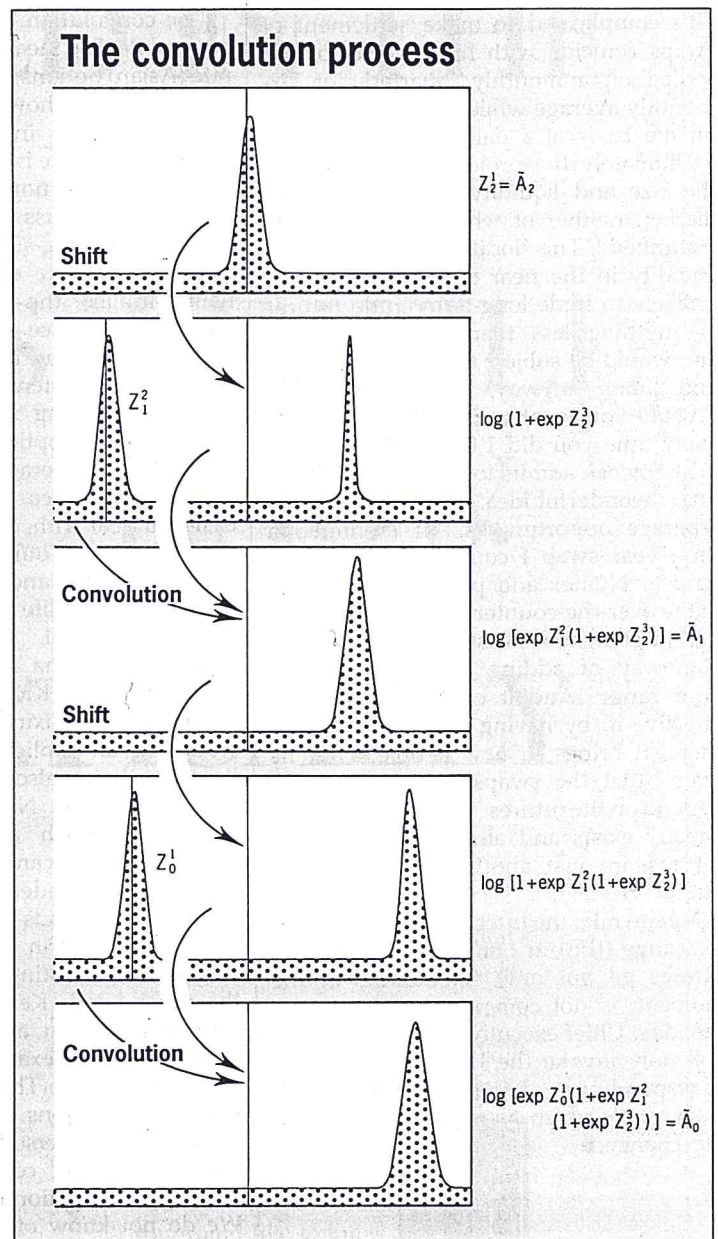 The convolution process
Z₂¹ = Ã₂
Shift
Z₁²
log (1+exp Z₂³)
Convolution
log [exp Z₁²(1+exp Z₂³)] = Ã₁
Shift
Z₀¹
log [1+exp Z₁²(1+exp Z₂³)]
Convolution
log [exp Z₀¹(1+exp Z₁²
(1+exp Z₂³))] = Ã₀